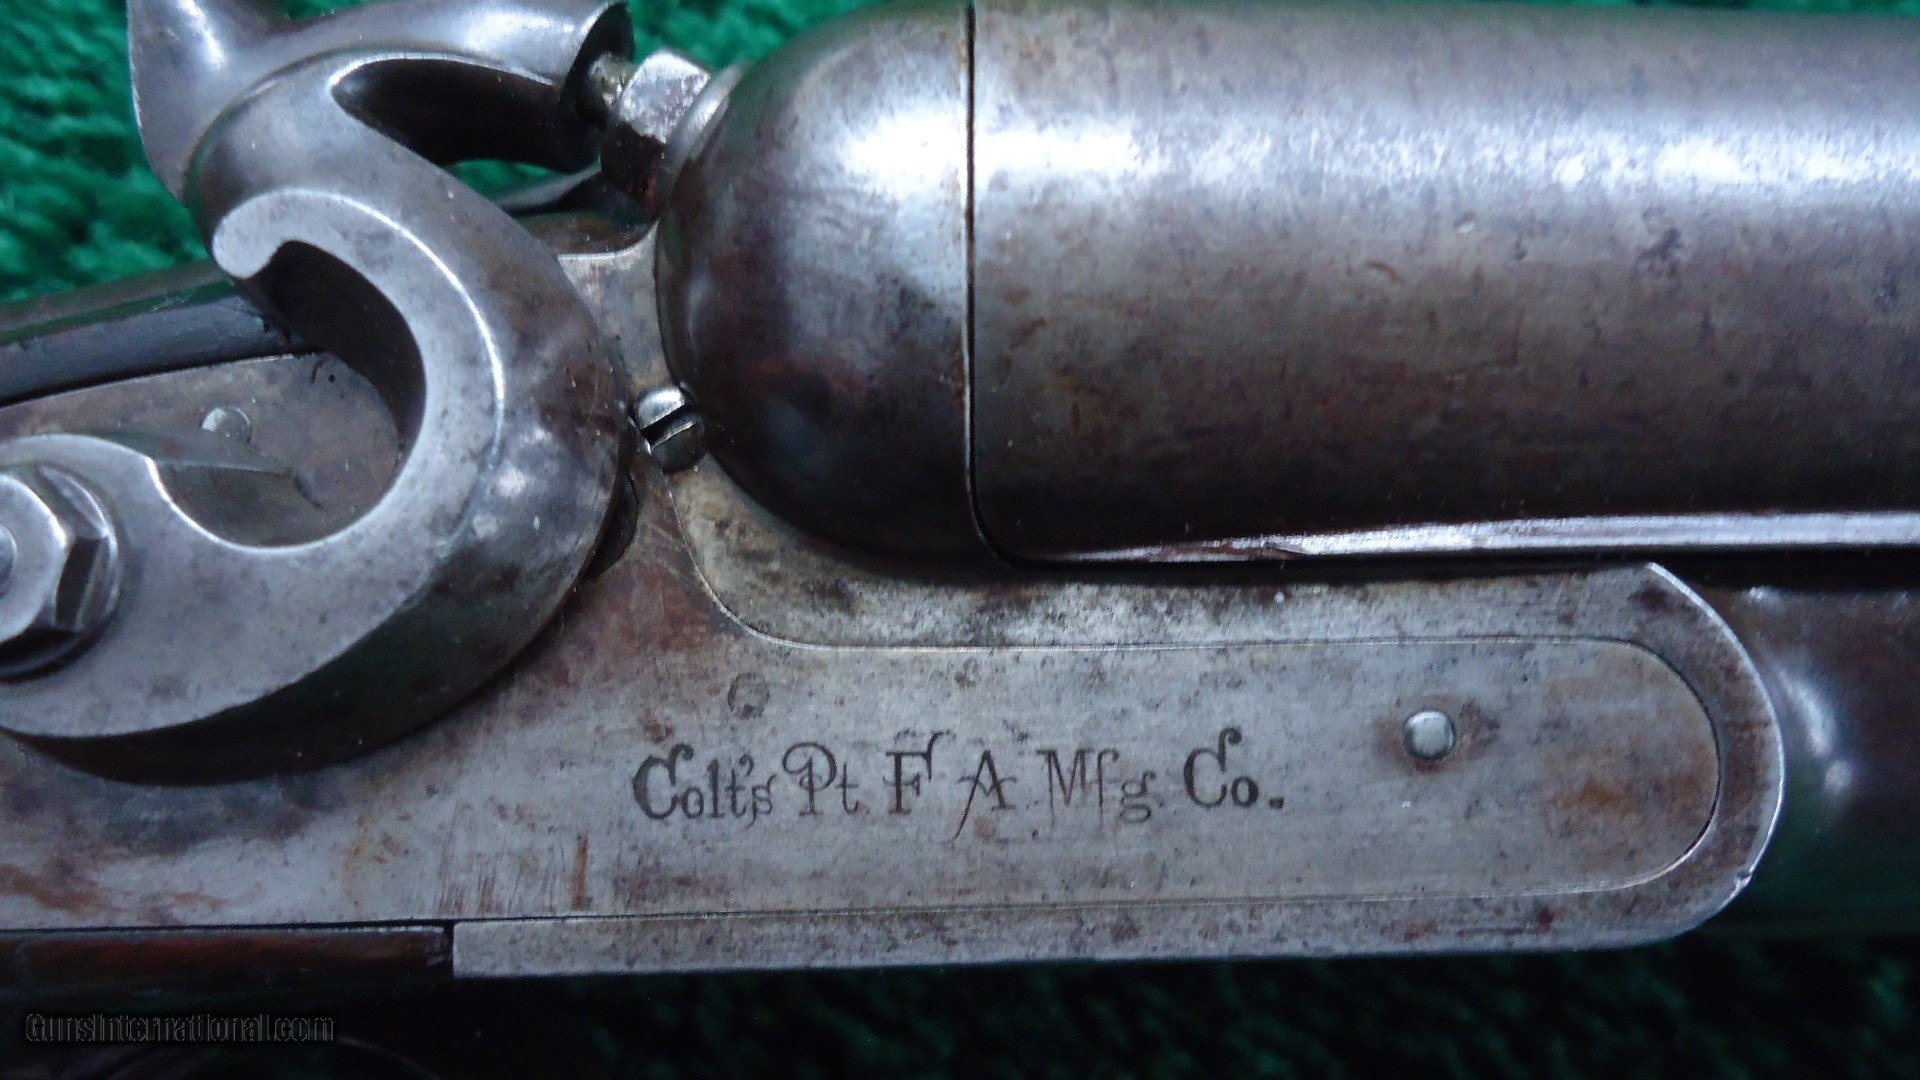 Colt's Pt F A Mfg Co.
GunsInternational.com